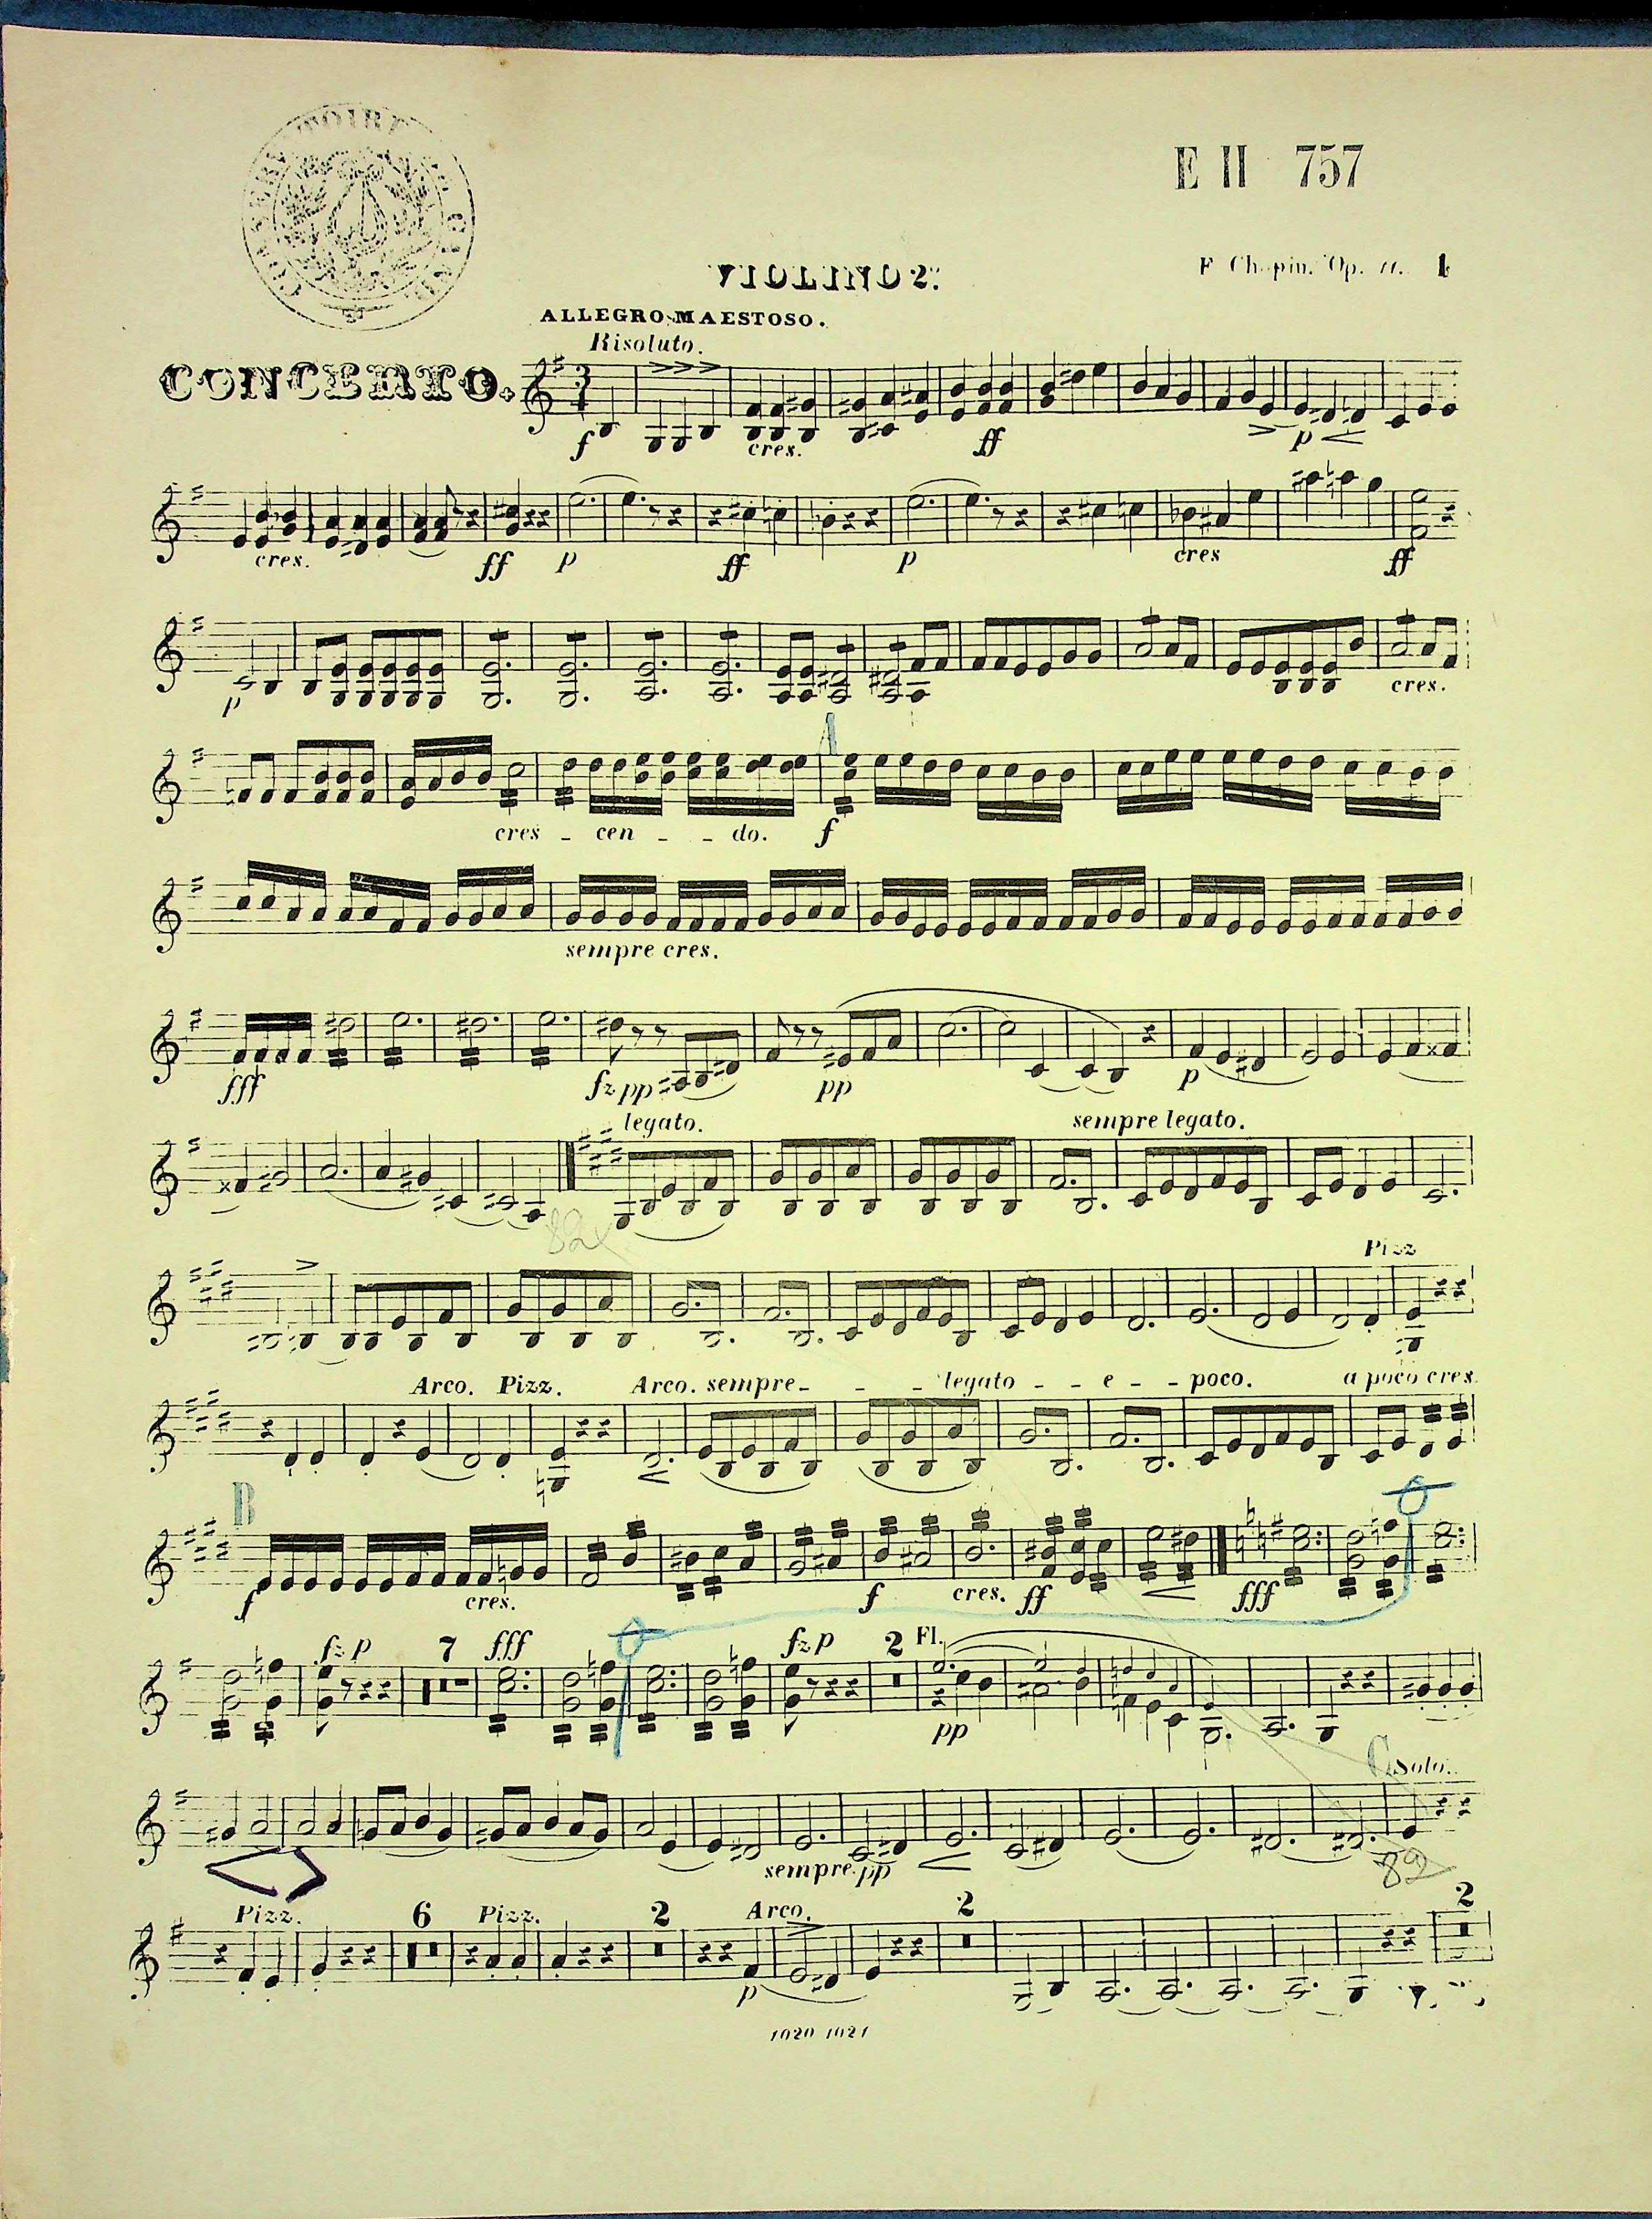 E II 757
VIOLINO 2º.
F. Chopin. Op. 11. 1
ALLEGRO MAESTOSO.
Risoluto.
CONCERTO.
f cres. ff p
cres. ff p ff p cres ff
p cres.
A
cres - cen - - do. f
sempre cres.
fff fz pp pp p
legato. sempre legato.
82
Pizz
Arco. Pizz. Arco. sempre - - - legato - - e - - poco. a poco cres.
B
f cres. f cres. ff fff
fz p 7 fff fz p 2 Fl.
pp
C Solo.
sempre pp
82
Pizz. 6 Pizz. 2 Arco. 2 2
p
1020 1021